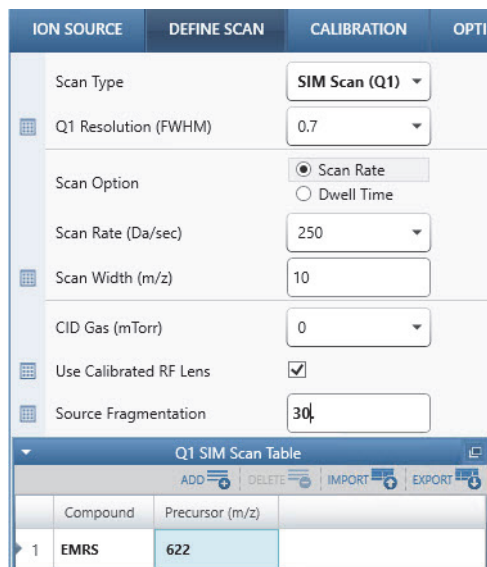 ION SOURCE DEFINE SCAN CALIBRATION OPTI
Scan Type SIM Scan (Q1)
Q1 Resolution (FWHM) 0.7
Scan Option Scan Rate
Dwell Time
Scan Rate (Da/sec) 250
Scan Width (m/z) 10
CID Gas (mTorr) 0
Use Calibrated RF Lens
Source Fragmentation 30.
Q1 SIM Scan Table
ADD DELETE IMPORT EXPORT
Compound Precursor (m/z)
1 EMRS 622